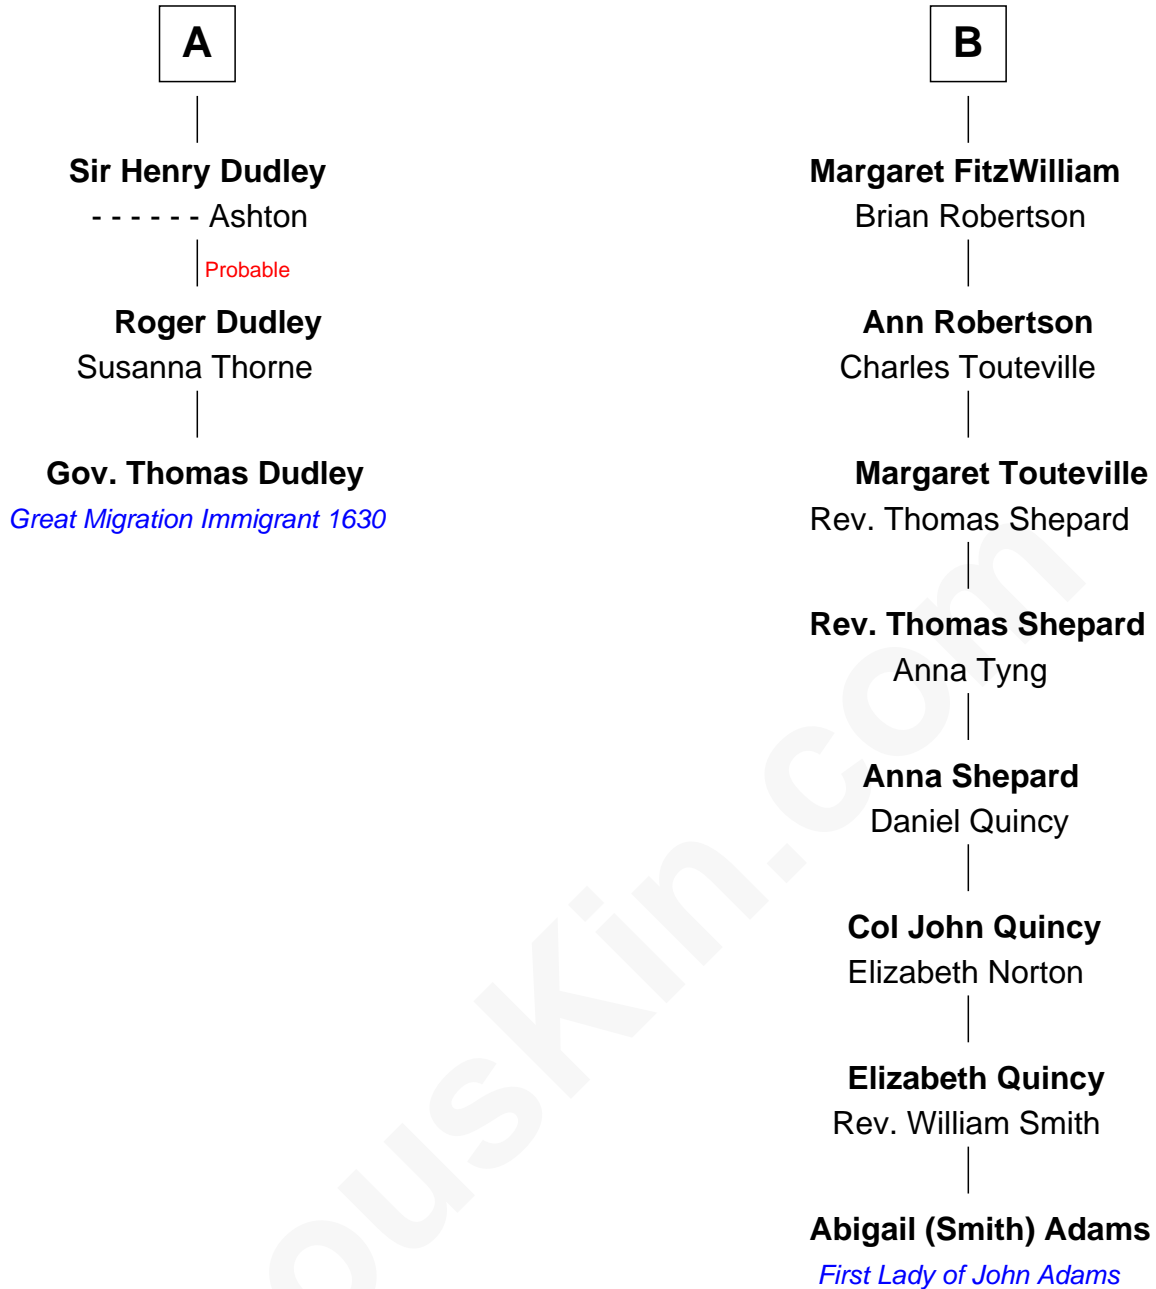 A
Sir Henry Dudley
- - - - - - Ashton
Probable
Roger Dudley
Susanna Thorne
Gov. Thomas Dudley
Great Migration Immigrant 1630
B
Margaret FitzWilliam
Brian Robertson
Ann Robertson
Charles Touteville
Margaret Touteville
Rev. Thomas Shepard
Rev. Thomas Shepard
Anna Tyng
Anna Shepard
Daniel Quincy
Col John Quincy
Elizabeth Norton
Elizabeth Quincy
Rev. William Smith
Abigail (Smith) Adams
First Lady of John Adams
ousKin.com